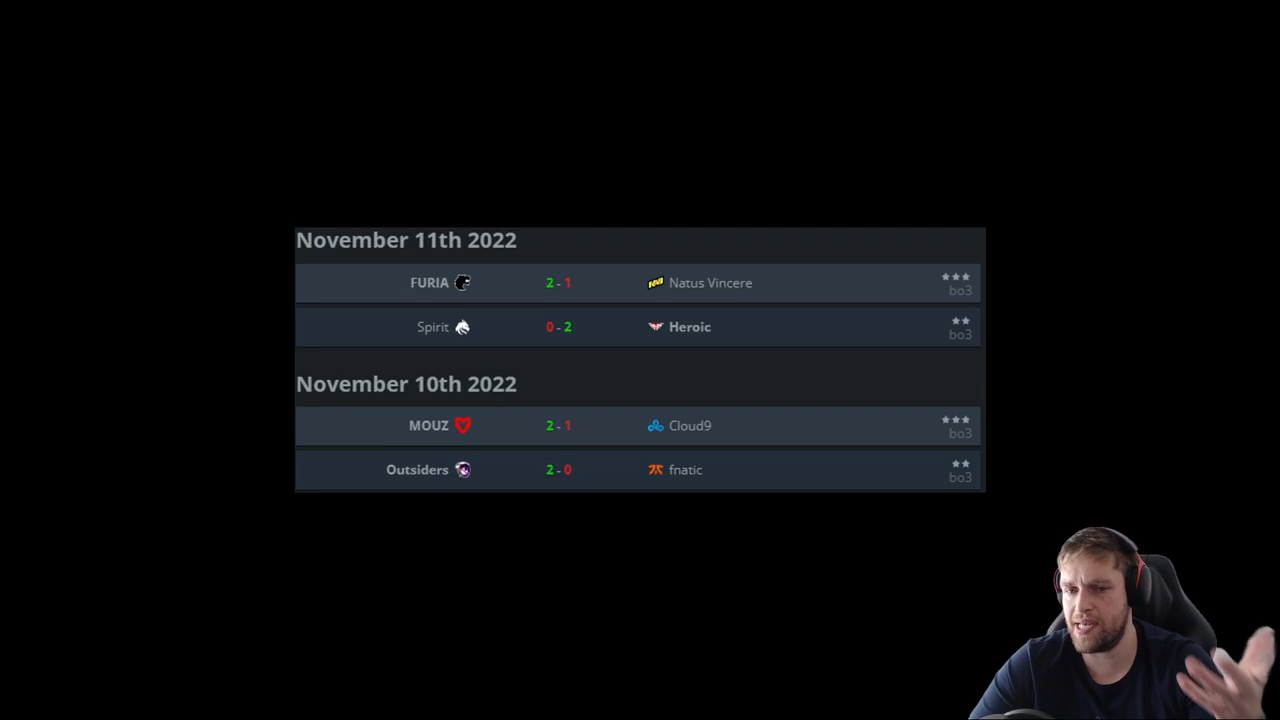 November 11th 2022
FURIA 2 - 1 Natus Vincere
bo3
Spirit 0 - 2 Heroic
bo3
November 10th 2022
MOUZ 2 - 1 Cloud9
bo3
Outsiders 2 - 0 fnatic
bo3